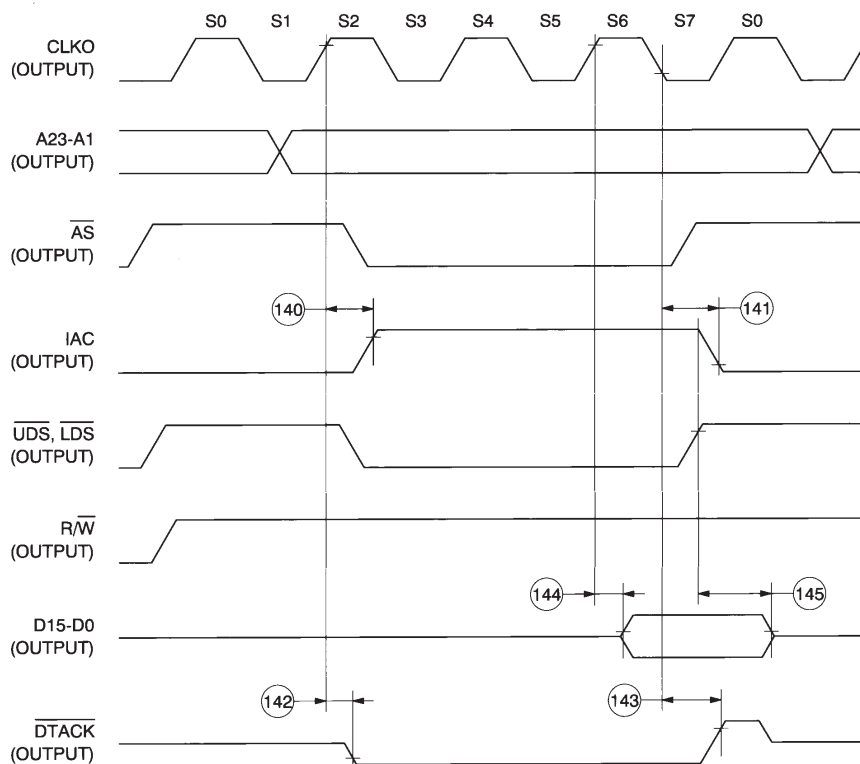 S0 S1 S2 S3 S4 S5 S6 S7 S0
CLKO
(OUTPUT)
A23-A1
(OUTPUT)
AS
(OUTPUT)
140
141
IAC
(OUTPUT)
UDS, LDS
(OUTPUT)
R/W
(OUTPUT)
144
145
D15-D0
(OUTPUT)
142
143
DTACK
(OUTPUT)